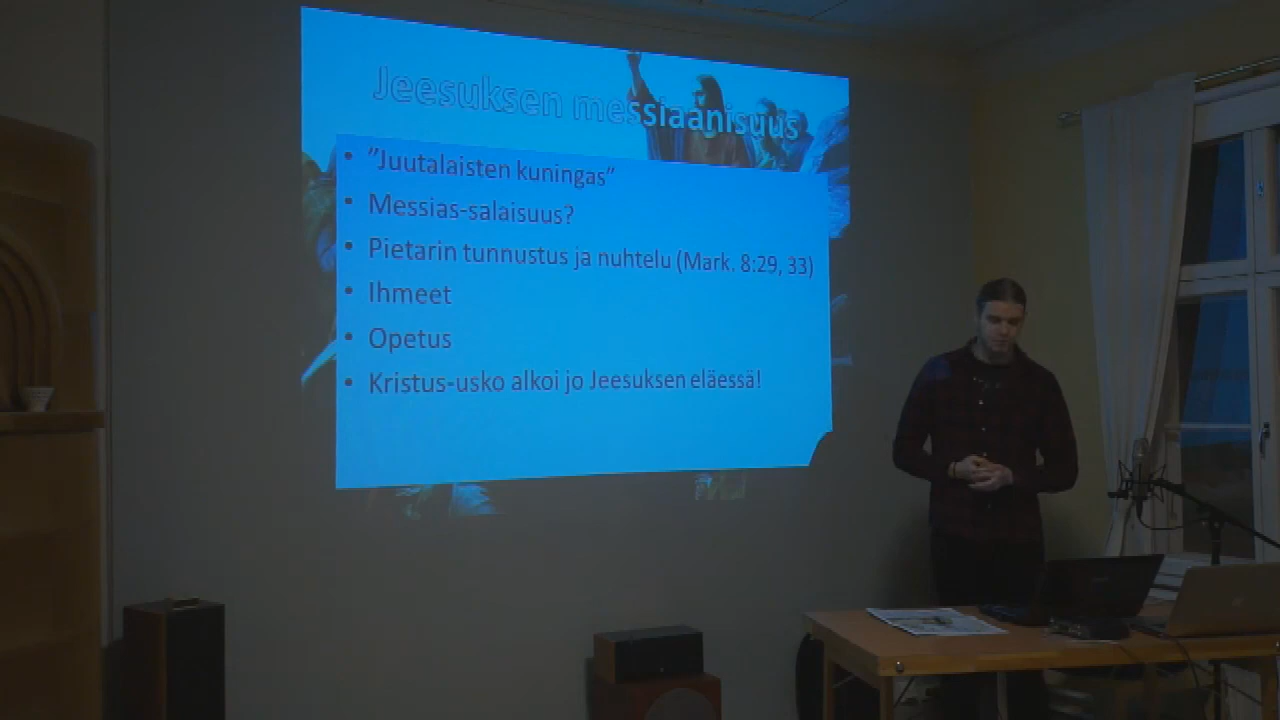 Jeesuksen messiaanisuus
• ”Juutalaisten kuningas”
• Messias-salaisuus?
• Pietarin tunnustus ja nuhtelu (Mark. 8:29, 33)
• Ihmeet
• Opetus
• Kristus-usko alkoi jo Jeesuksen eläessä!